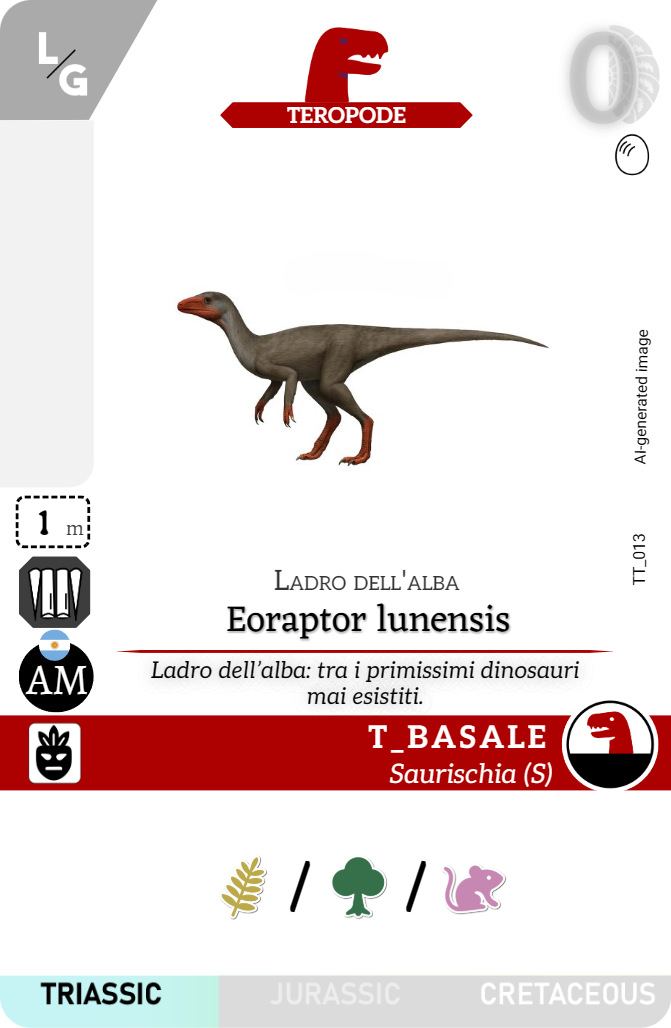 L/G
TEROPODE
0
AI-generated image
TT_013
1 m
AM
Ladro dell'alba
Eoraptor lunensis
Ladro dell’alba: tra i primissimi dinosauri
mai esistiti.
T_BASALE
Saurischia (S)
/ /
TRIASSIC JURASSIC CRETACEOUS